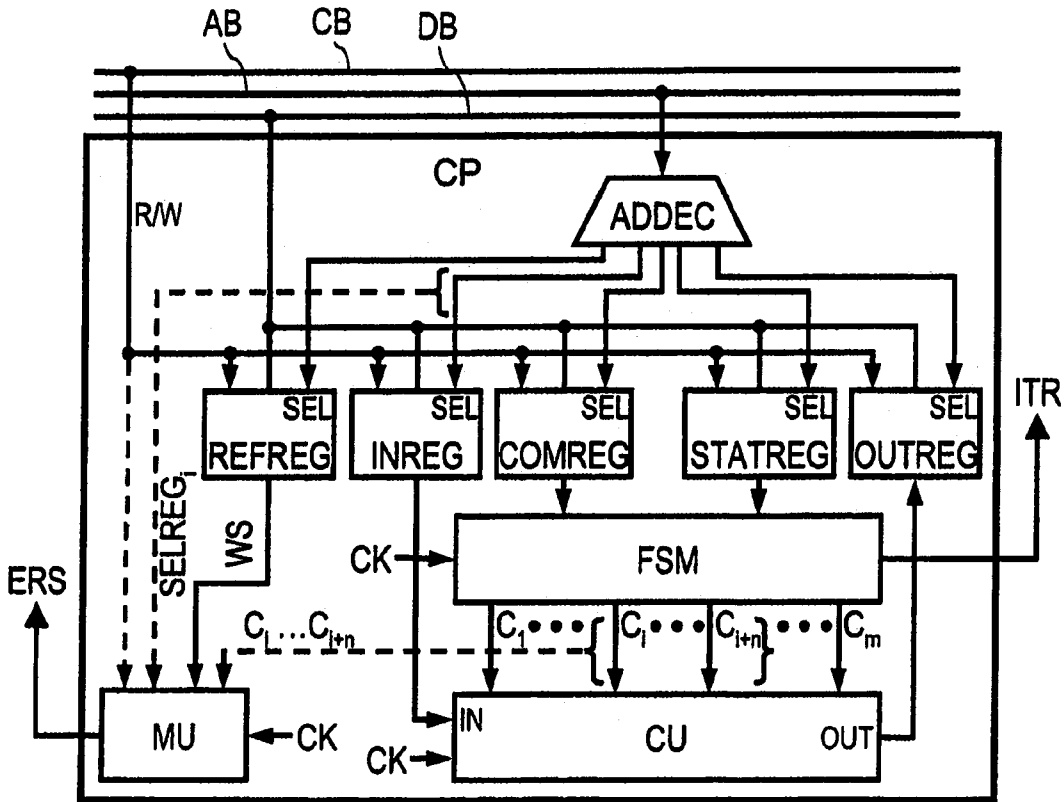 AB CB DB
CP
ADDEC
R/W
SEL SEL SEL SEL SEL
REFREG INREG COMREG STATREG OUTREG
ITR
SELREGi
WS
CK FSM
ERS
Ci...Ci+n C1•••• Ci•••• Ci+n •••• Cm
MU CK
IN CU OUT
CK